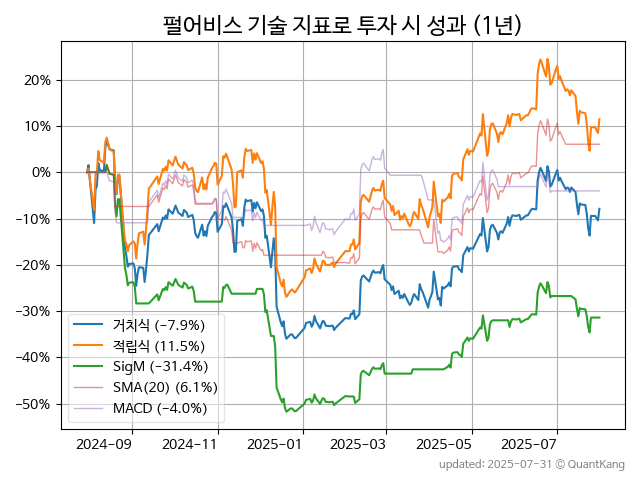 펄어비스 기술 지표로 투자 시 성과 (1년)
20%
10%
0%
−10%
−20%
−30%
−40%
−50%
거치식 (−7.9%)
적립식 (11.5%)
SigM (−31.4%)
SMA(20) (6.1%)
MACD (−4.0%)
2024−09
2024−11
2025−01
2025−03
2025−05
2025−07
updated: 2025-07-31 © QuantKang